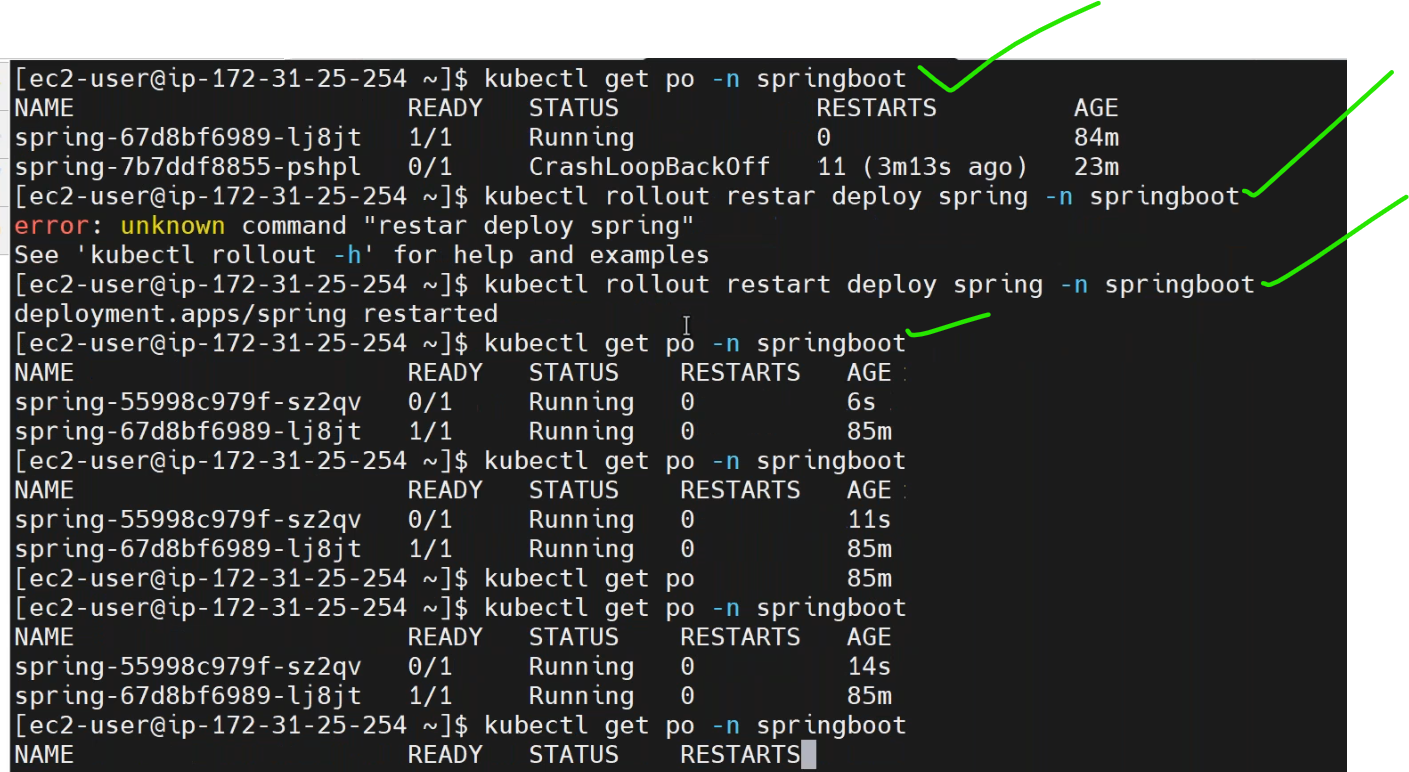 [ec2-user@ip-172-31-25-254 ~]$ kubectl get po -n springboot
NAME READY STATUS RESTARTS AGE
spring-67d8bf6989-lj8jt 1/1 Running 0 84m
spring-7b7ddf8855-pshpl 0/1 CrashLoopBackOff 11 (3m13s ago) 23m
[ec2-user@ip-172-31-25-254 ~]$ kubectl rollout restar deploy spring -n springboot
error: unknown command "restar deploy spring"
See 'kubectl rollout -h' for help and examples
[ec2-user@ip-172-31-25-254 ~]$ kubectl rollout restart deploy spring -n springboot
deployment.apps/spring restarted
[ec2-user@ip-172-31-25-254 ~]$ kubectl get po -n springboot
NAME READY STATUS RESTARTS AGE
spring-55998c979f-sz2qv 0/1 Running 0 6s
spring-67d8bf6989-lj8jt 1/1 Running 0 85m
[ec2-user@ip-172-31-25-254 ~]$ kubectl get po -n springboot
NAME READY STATUS RESTARTS AGE
spring-55998c979f-sz2qv 0/1 Running 0 11s
spring-67d8bf6989-lj8jt 1/1 Running 0 85m
[ec2-user@ip-172-31-25-254 ~]$ kubectl get po 85m
[ec2-user@ip-172-31-25-254 ~]$ kubectl get po -n springboot
NAME READY STATUS RESTARTS AGE
spring-55998c979f-sz2qv 0/1 Running 0 14s
spring-67d8bf6989-lj8jt 1/1 Running 0 85m
[ec2-user@ip-172-31-25-254 ~]$ kubectl get po -n springboot
NAME READY STATUS RESTARTS